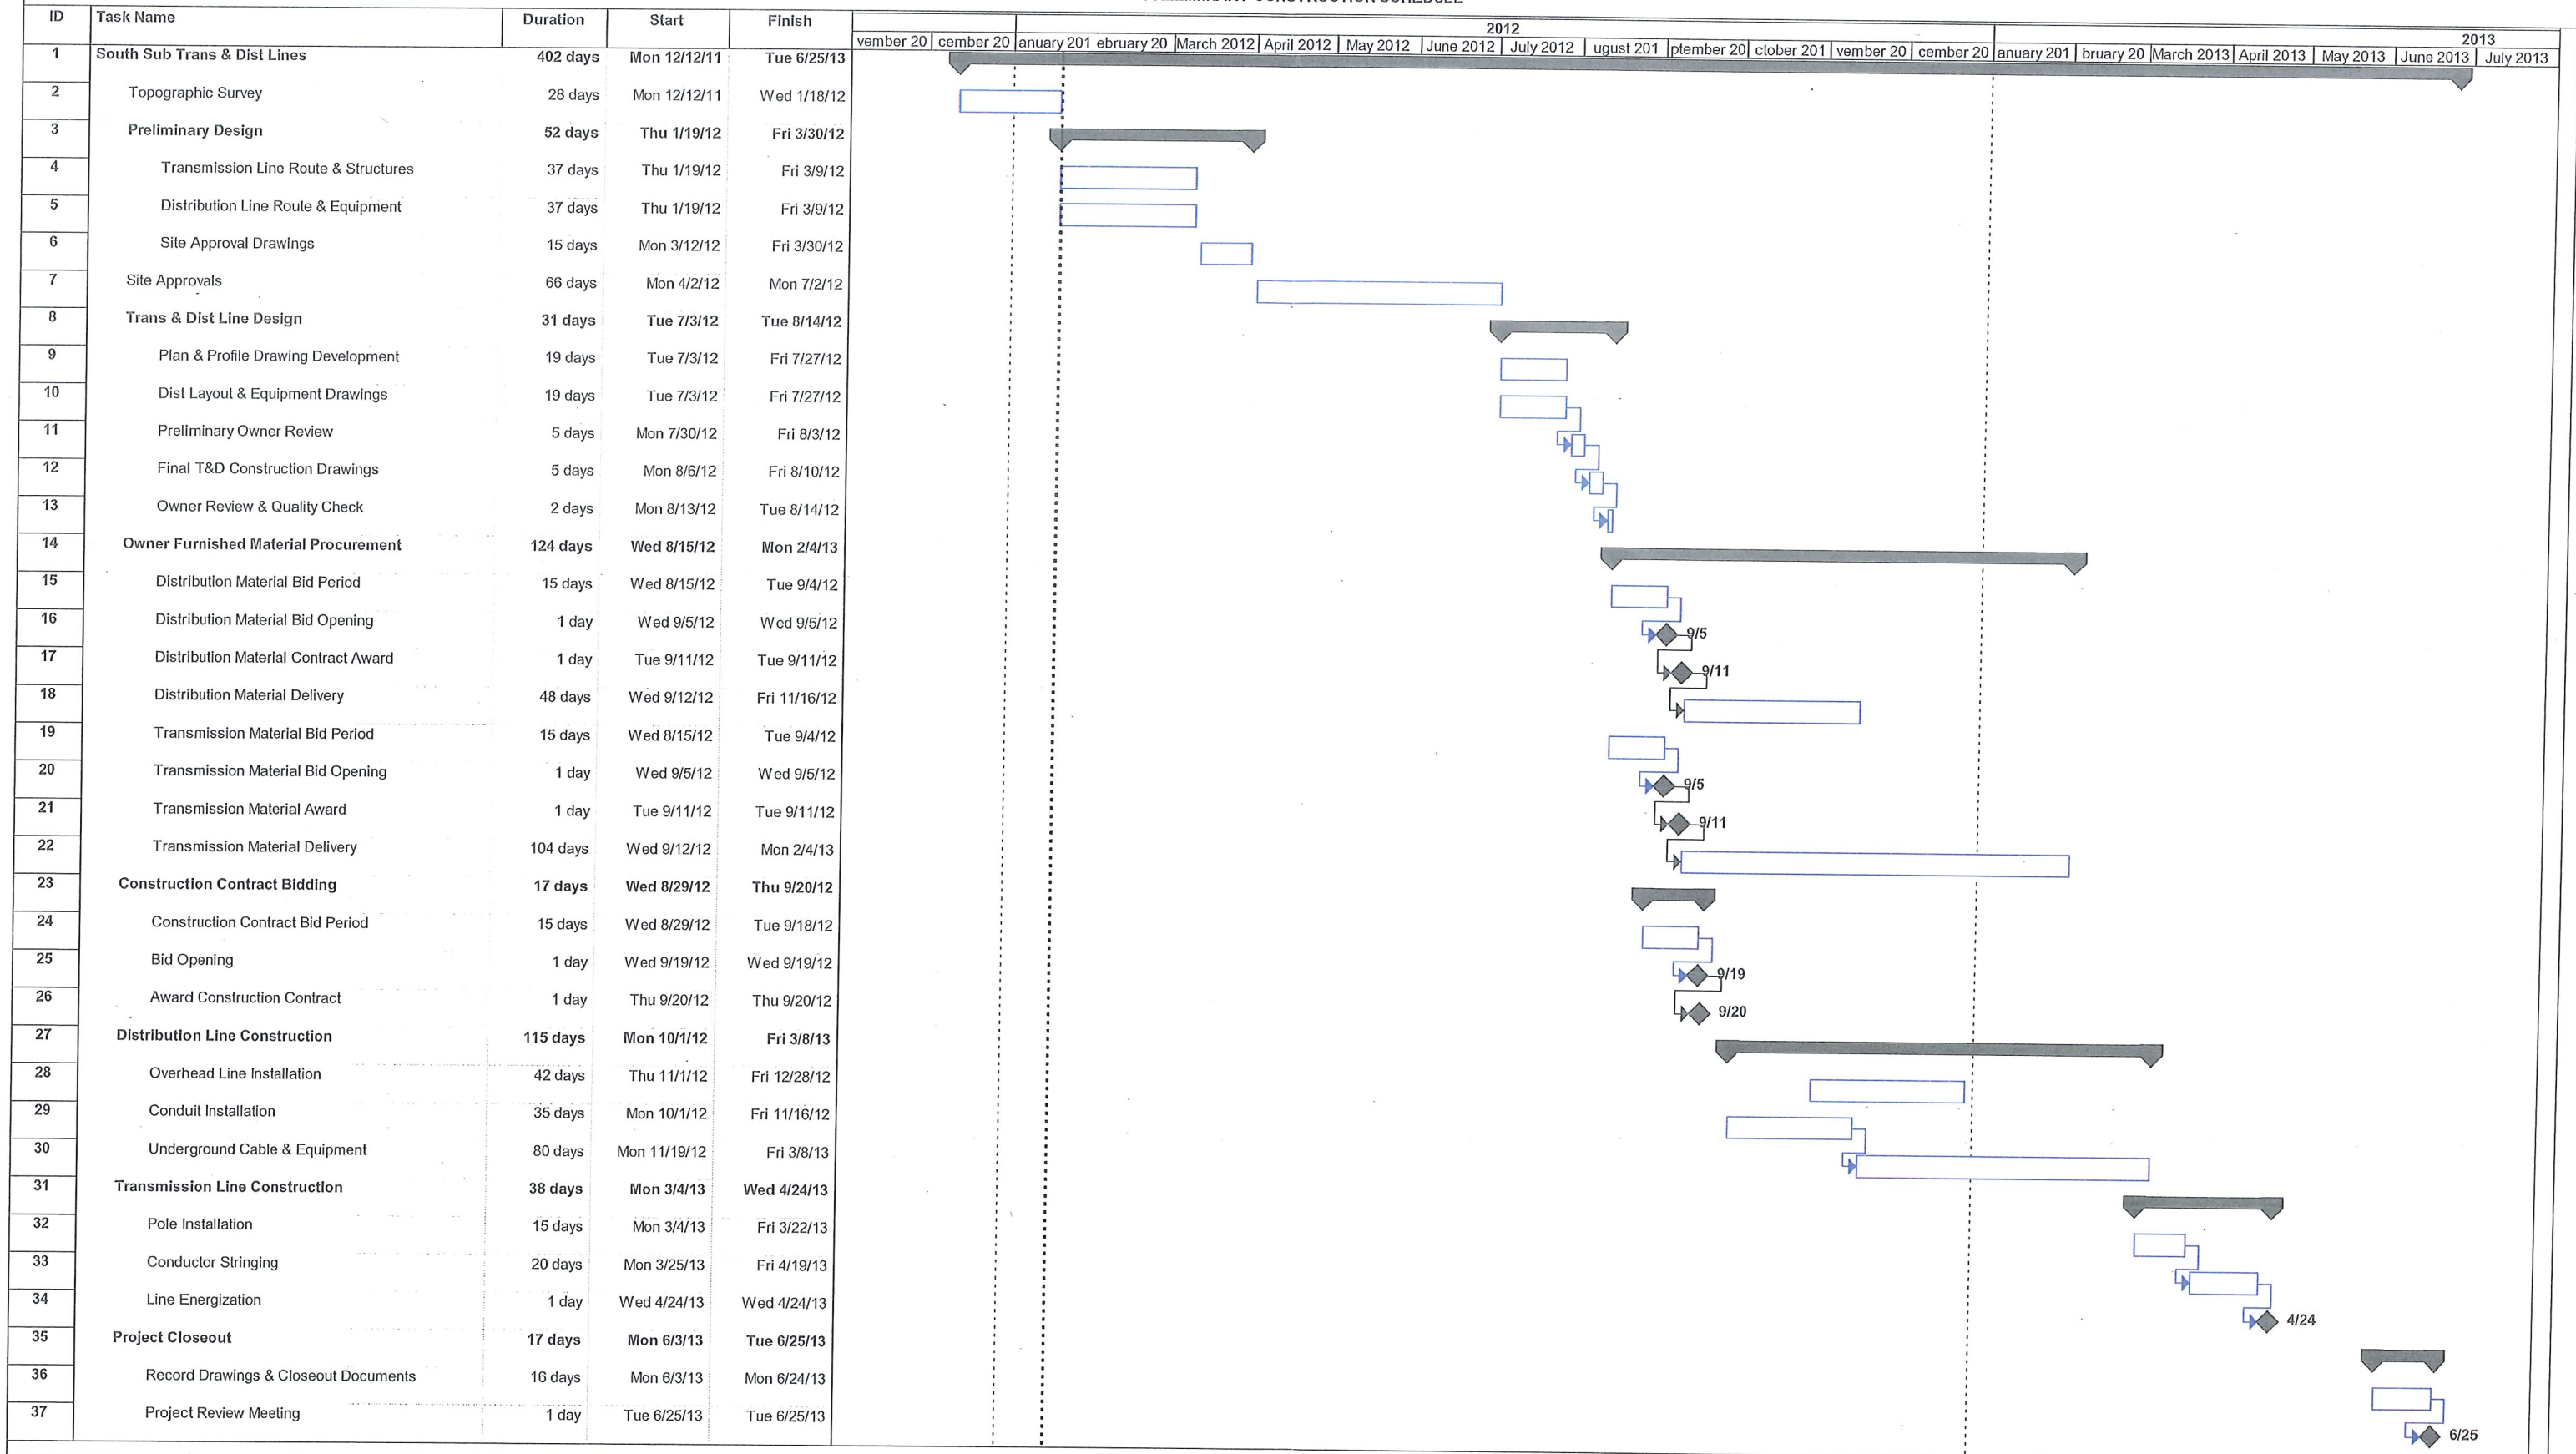 ID Task Name Duration Start Finish
2012
2013
vember 20 cember 20 anuary 201 ebruary 20 March 2012 April 2012 May 2012 June 2012 July 2012 ugust 201 ptember 20 ctober 201 vember 20 cember 20 anuary 201 bruary 20 March 2013 April 2013 May 2013 June 2013 July 2013
1 South Sub Trans & Dist Lines 402 days Mon 12/12/11 Tue 6/25/13
2 Topographic Survey 28 days Mon 12/12/11 Wed 1/18/12
3 Preliminary Design 52 days Thu 1/19/12 Fri 3/30/12
4 Transmission Line Route & Structures 37 days Thu 1/19/12 Fri 3/9/12
5 Distribution Line Route & Equipment 37 days Thu 1/19/12 Fri 3/9/12
6 Site Approval Drawings 15 days Mon 3/12/12 Fri 3/30/12
7 Site Approvals 66 days Mon 4/2/12 Mon 7/2/12
8 Trans & Dist Line Design 31 days Tue 7/3/12 Tue 8/14/12
9 Plan & Profile Drawing Development 19 days Tue 7/3/12 Fri 7/27/12
10 Dist Layout & Equipment Drawings 19 days Tue 7/3/12 Fri 7/27/12
11 Preliminary Owner Review 5 days Mon 7/30/12 Fri 8/3/12
12 Final T&D Construction Drawings 5 days Mon 8/6/12 Fri 8/10/12
13 Owner Review & Quality Check 2 days Mon 8/13/12 Tue 8/14/12
14 Owner Furnished Material Procurement 124 days Wed 8/15/12 Mon 2/4/13
15 Distribution Material Bid Period 15 days Wed 8/15/12 Tue 9/4/12
16 Distribution Material Bid Opening 1 day Wed 9/5/12 Wed 9/5/12 9/5
17 Distribution Material Contract Award 1 day Tue 9/11/12 Tue 9/11/12 9/11
18 Distribution Material Delivery 48 days Wed 9/12/12 Fri 11/16/12
19 Transmission Material Bid Period 15 days Wed 8/15/12 Tue 9/4/12
20 Transmission Material Bid Opening 1 day Wed 9/5/12 Wed 9/5/12 9/5
21 Transmission Material Award 1 day Tue 9/11/12 Tue 9/11/12 9/11
22 Transmission Material Delivery 104 days Wed 9/12/12 Mon 2/4/13
23 Construction Contract Bidding 17 days Wed 8/29/12 Thu 9/20/12
24 Construction Contract Bid Period 15 days Wed 8/29/12 Tue 9/18/12
25 Bid Opening 1 day Wed 9/19/12 Wed 9/19/12 9/19
26 Award Construction Contract 1 day Thu 9/20/12 Thu 9/20/12 9/20
27 Distribution Line Construction 115 days Mon 10/1/12 Fri 3/8/13
28 Overhead Line Installation 42 days Thu 11/1/12 Fri 12/28/12
29 Conduit Installation 35 days Mon 10/1/12 Fri 11/16/12
30 Underground Cable & Equipment 80 days Mon 11/19/12 Fri 3/8/13
31 Transmission Line Construction 38 days Mon 3/4/13 Wed 4/24/13
32 Pole Installation 15 days Mon 3/4/13 Fri 3/22/13
33 Conductor Stringing 20 days Mon 3/25/13 Fri 4/19/13
34 Line Energization 1 day Wed 4/24/13 Wed 4/24/13 4/24
35 Project Closeout 17 days Mon 6/3/13 Tue 6/25/13
36 Record Drawings & Closeout Documents 16 days Mon 6/3/13 Mon 6/24/13
37 Project Review Meeting 1 day Tue 6/25/13 Tue 6/25/13 6/25